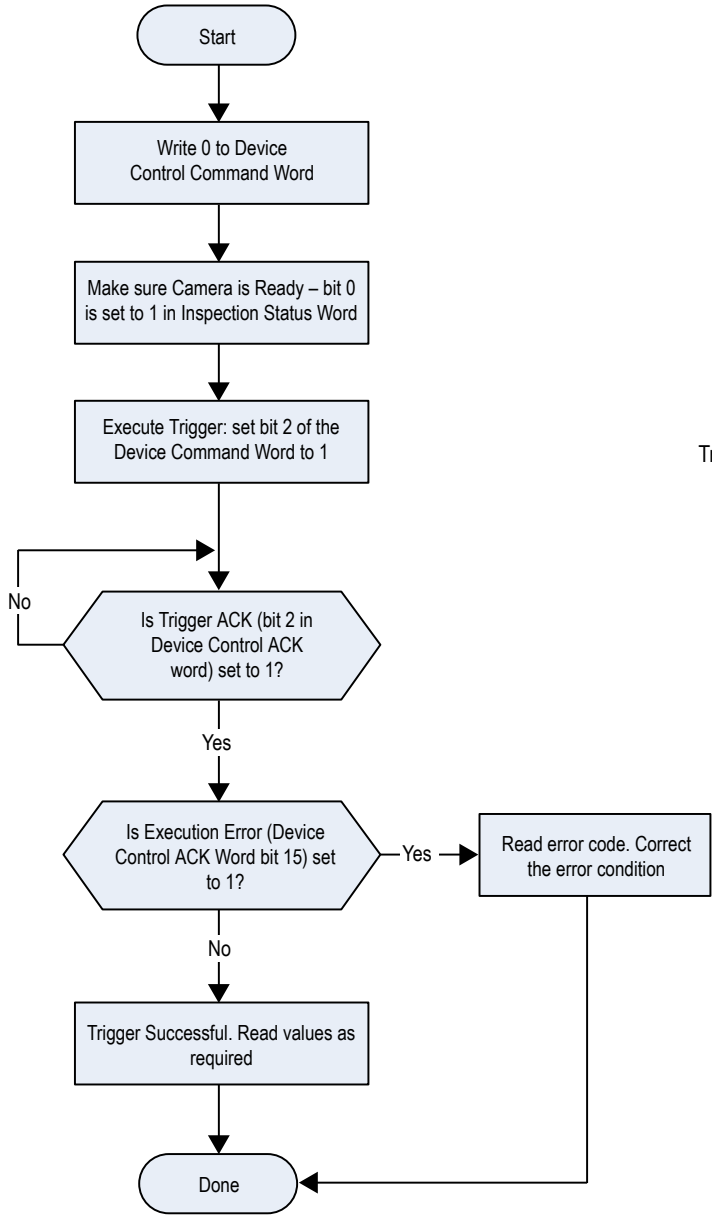 Start
Write 0 to Device
Control Command Word
Make sure Camera is Ready – bit 0
is set to 1 in Inspection Status Word
Execute Trigger: set bit 2 of the
Device Command Word to 1
Tr
No
Is Trigger ACK (bit 2 in
Device Control ACK
word) set to 1?
Yes
Is Execution Error (Device
Control ACK Word bit 15) set
to 1?
Yes
Read error code. Correct
the error condition
No
Trigger Successful. Read values as
required
Done